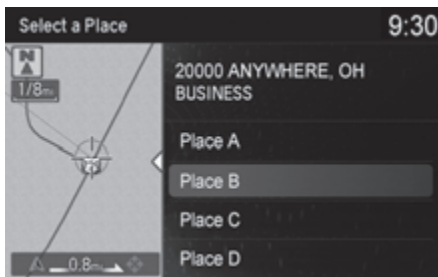 Select a Place
9:30
N
1/8mi
20000 ANYWHERE, OH
BUSINESS
Place A
Place B
Place C
Place D
0.8mi